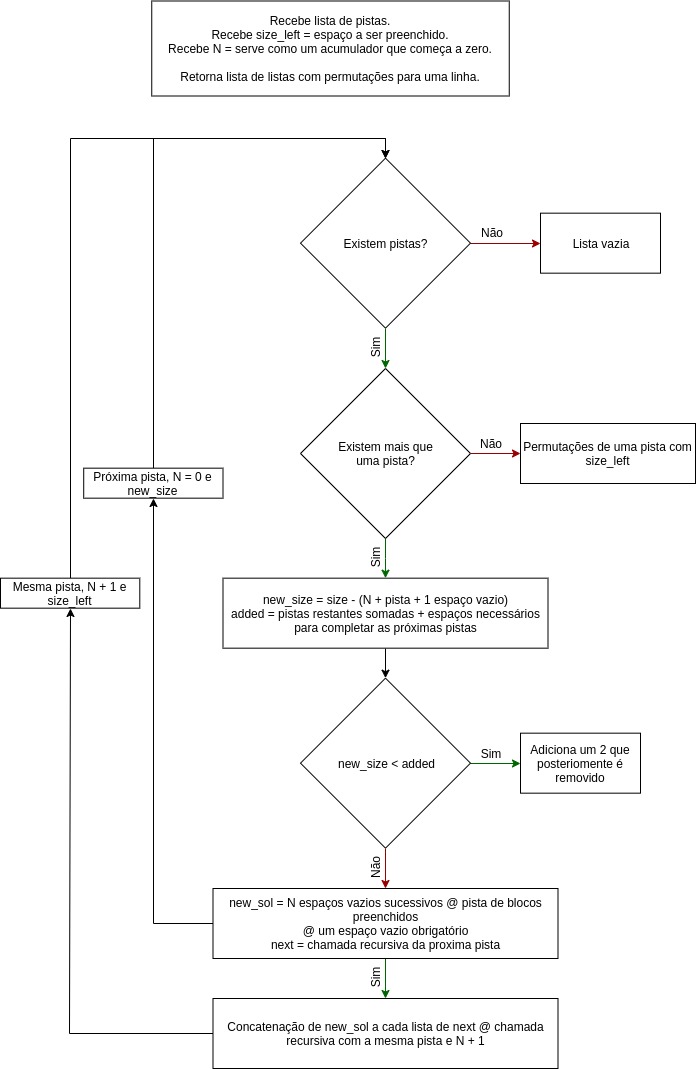 Recebe lista de pistas.
Recebe size_left = espaço a ser preenchido.
Recebe N = serve como um acumulador que começa a zero.
Retorna lista de listas com permutações para uma linha.
Existem pistas?
Não
Lista vazia
Sim
Existem mais que
uma pista?
Não
Permutações de uma pista com
size_left
Próxima pista, N = 0 e
new_size
Sim
Mesma pista, N + 1 e
size_left
new_size = size - (N + pista + 1 espaço vazio)
added = pistas restantes somadas + espaços necessários
para completar as próximas pistas
new_size < added
Sim
Adiciona um 2 que
posteriomente é
removido
Não
new_sol = N espaços vazios sucessivos @ pista de blocos
preenchidos
@ um espaço vazio obrigatório
next = chamada recursiva da proxima pista
Sim
Concatenação de new_sol a cada lista de next @ chamada
recursiva com a mesma pista e N + 1